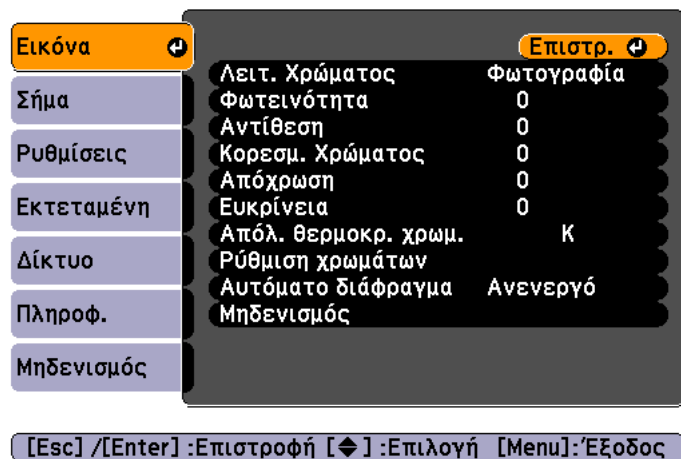 Εικόνα
Σήμα
Ρυθμίσεις
Εκτεταμένη
Δίκτυο
Πληροφ.
Μηδενισμός
Επιστρ.
Λειτ. Χρώματος Φωτογραφία
Φωτεινότητα 0
Αντίθεση 0
Κορεσμ. Χρώματος 0
Απόχρωση 0
Ευκρίνεια 0
Απόλ. θερμοκρ. χρωμ. K
Ρύθμιση χρωμάτων
Αυτόματο διάφραγμα Ανενεργό
Μηδενισμός
[Esc] /[Enter] :Επιστροφή [◆] :Επιλογή [Menu]:Έξοδος